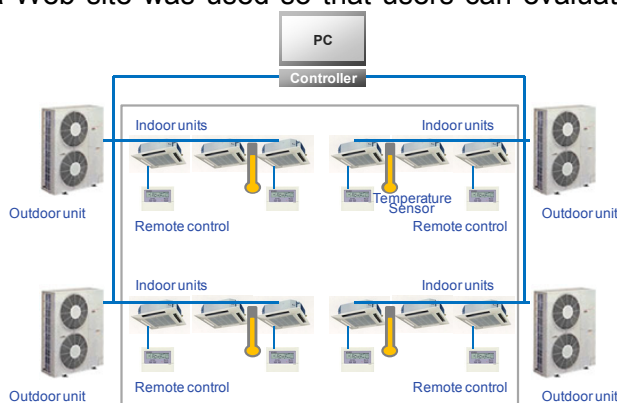 a Web site was used so that users can evaluat
PC
Controller
Indoor units
Indoor units
Outdoor unit
Remote control
Temperature
Sensor
Remote control
Outdoor unit
Indoor units
Indoor units
Outdoor unit
Remote control
Remote control
Outdoor unit